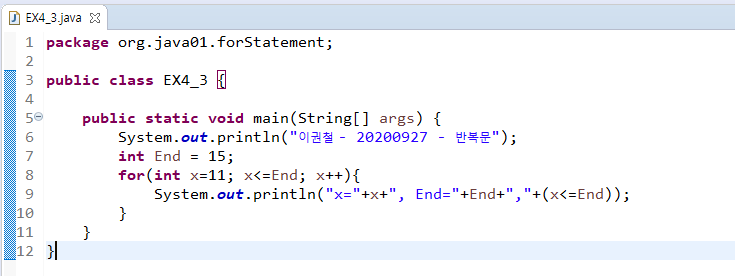 EX4_3.java
1 package org.java01.forStatement;
2
3 public class EX4_3 {
4
5     public static void main(String[] args) {
6         System.out.println("이권철 - 20200927 - 반복문");
7         int End = 15;
8         for(int x=11; x<=End; x++){
9             System.out.println("x="+x+", End="+End+","+(x<=End));
10         }
11     }
12 }